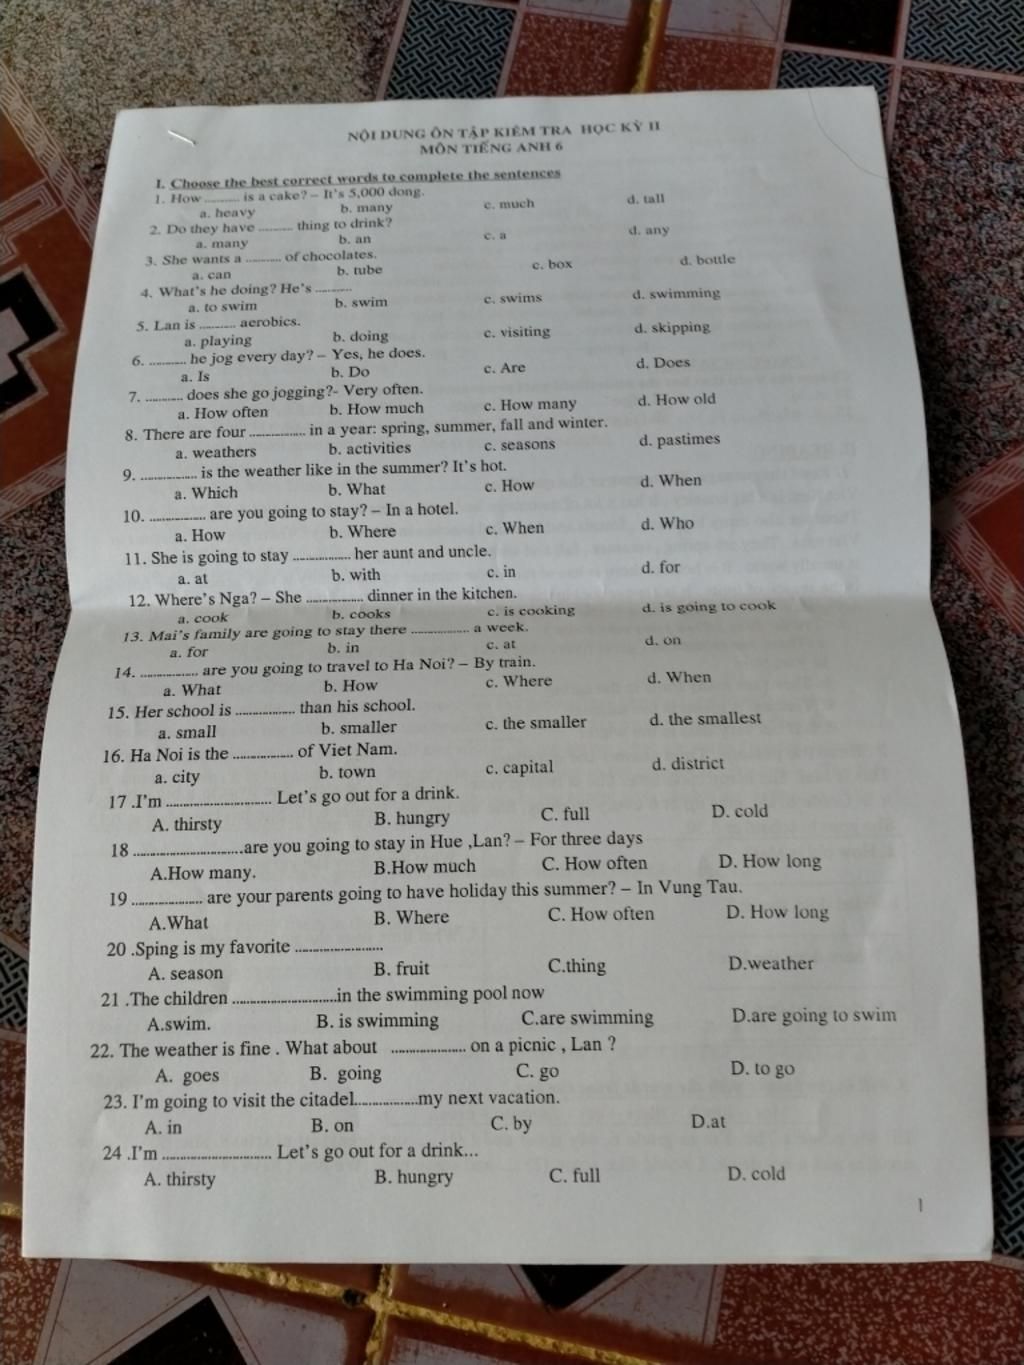 NỘI DUNG ÔN TẬP KIỂM TRA HỌC KỲ II
MÔN TIẾNG ANH 6
I. Choose the best correct words to complete the sentences
1. How .......... is a cake? – It's 5,000 dong.
a. heavy b. many c. much d. tall
2. Do they have .......... thing to drink?
a. many b. an c. a d. any
3. She wants a .......... of chocolates.
a. can b. tube c. box d. bottle
4. What's he doing? He's ..........
a. to swim b. swim c. swims d. swimming
5. Lan is .......... aerobics.
a. playing b. doing c. visiting d. skipping
6. .......... he jog every day? – Yes, he does.
a. Is b. Do c. Are d. Does
7. .......... does she go jogging?- Very often.
a. How often b. How much c. How many d. How old
8. There are four ............... in a year: spring, summer, fall and winter.
a. weathers b. activities c. seasons d. pastimes
9. ............... is the weather like in the summer? It's hot.
a. Which b. What c. How d. When
10. ............... are you going to stay? – In a hotel.
a. How b. Where c. When d. Who
11. She is going to stay ............... her aunt and uncle.
a. at b. with c. in d. for
12. Where's Nga? – She ............... dinner in the kitchen.
a. cook b. cooks c. is cooking d. is going to cook
13. Mai's family are going to stay there ............... a week.
a. for b. in c. at d. on
14. ............... are you going to travel to Ha Noi? – By train.
a. What b. How c. Where d. When
15. Her school is ............... than his school.
a. small b. smaller c. the smaller d. the smallest
16. Ha Noi is the ............... of Viet Nam.
a. city b. town c. capital d. district
17 .I'm ............................ Let's go out for a drink.
A. thirsty B. hungry C. full D. cold
18 .............................are you going to stay in Hue ,Lan? – For three days
A.How many. B.How much C. How often D. How long
19 ................... are your parents going to have holiday this summer? – In Vung Tau.
A.What B. Where C. How often D. How long
20 .Sping is my favorite .......................
A. season B. fruit C.thing D.weather
21 .The children ............................in the swimming pool now
A.swim. B. is swimming C.are swimming D.are going to swim
22. The weather is fine . What about .................... on a picnic , Lan ?
A. goes B. going C. go D. to go
23. I'm going to visit the citadel.................my next vacation.
A. in B. on C. by D.at
24 .I'm ............................. Let's go out for a drink...
A. thirsty B. hungry C. full D. cold
1